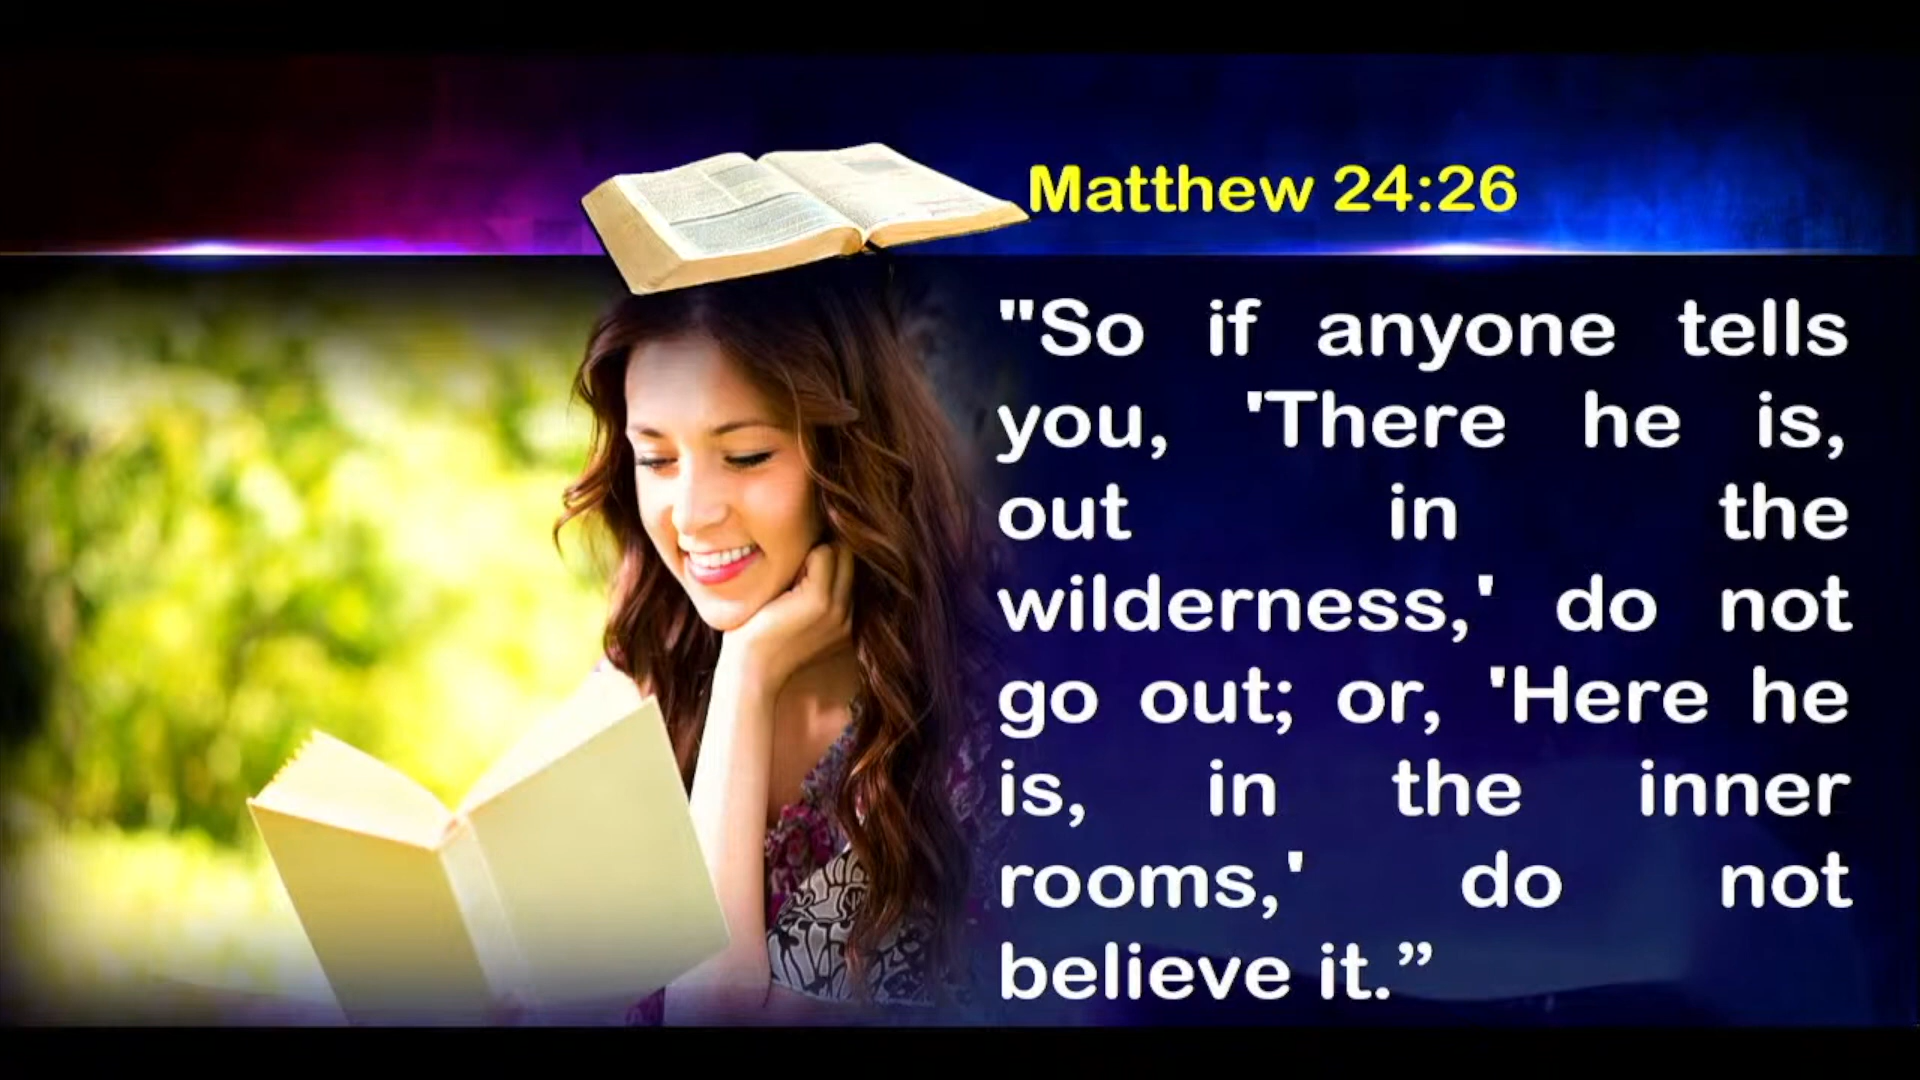 Matthew 24:26
"So if anyone tells
you, 'There he is,
out in the
wilderness,' do not
go out; or, 'Here he
is, in the inner
rooms,' do not
believe it.”